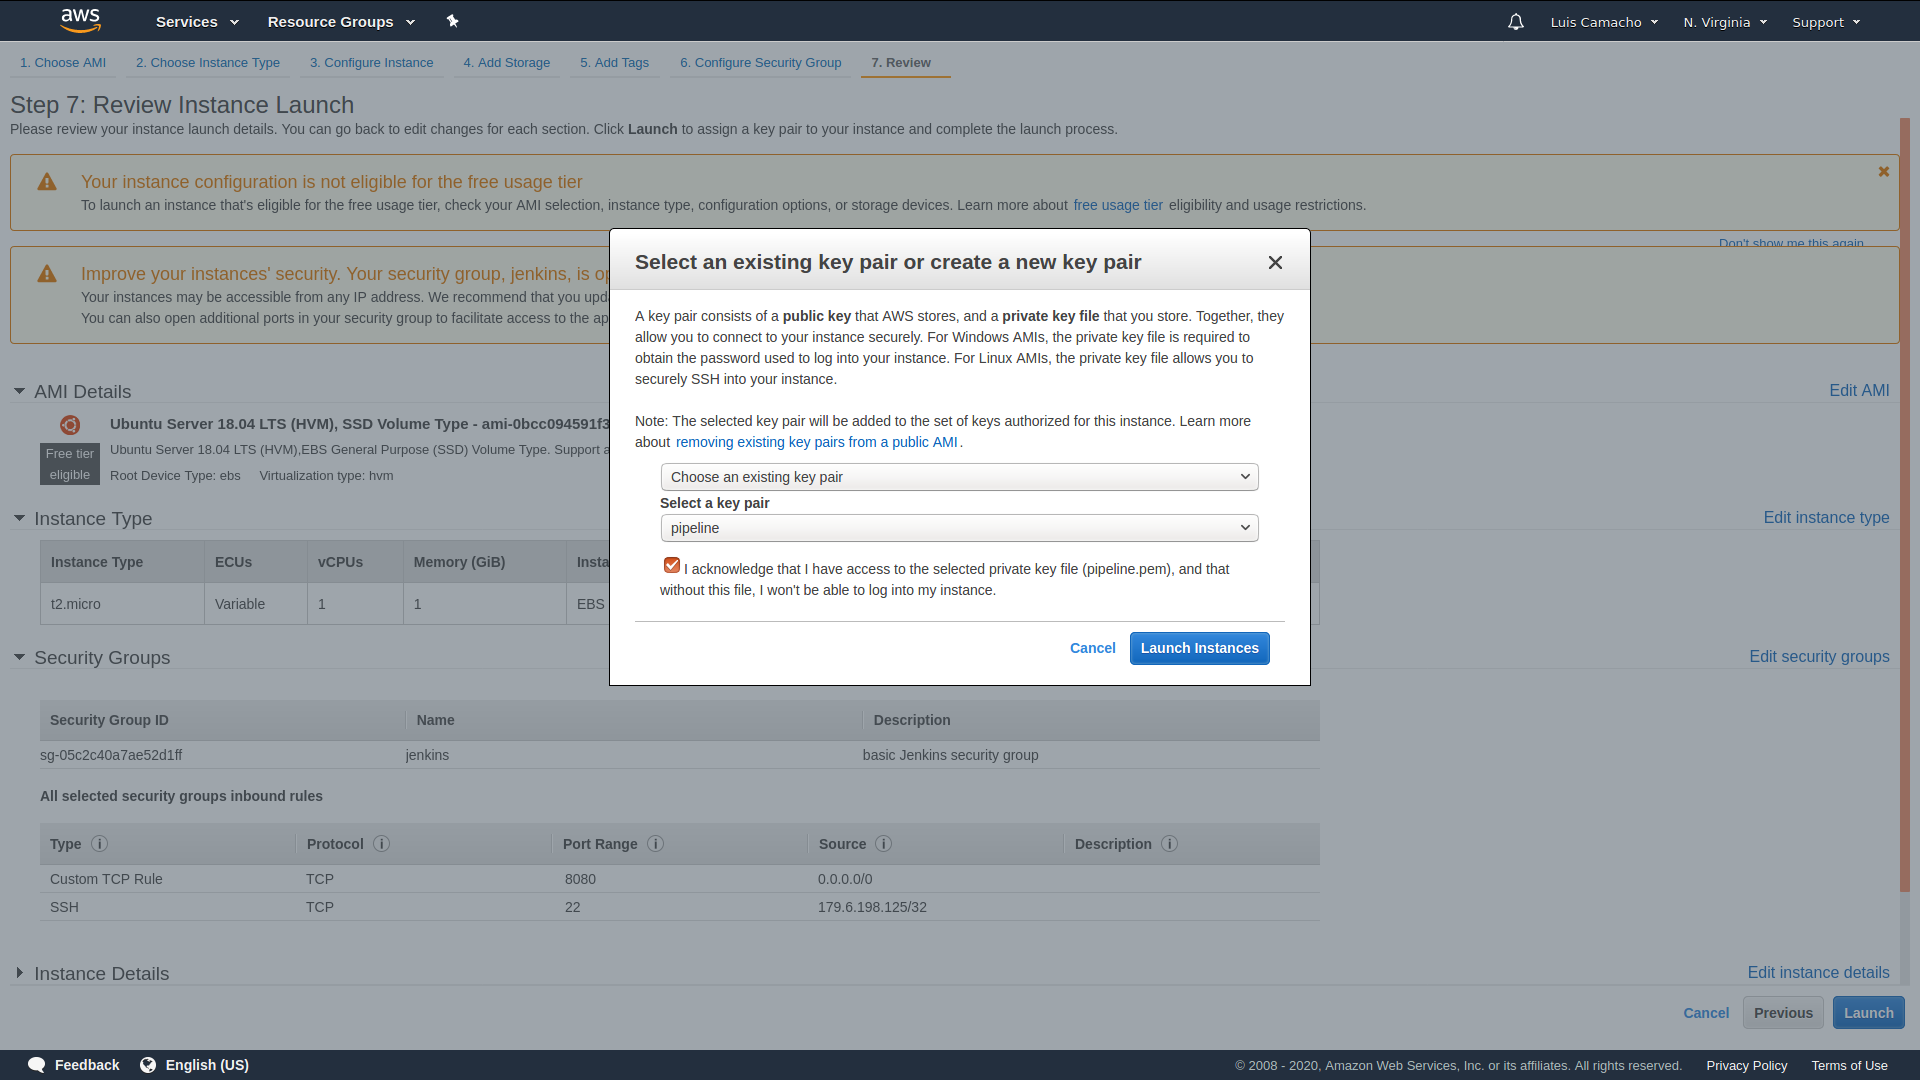 aws Services Resource Groups Luis Camacho N. Virginia Support
1. Choose AMI 2. Choose Instance Type 3. Configure Instance 4. Add Storage 5. Add Tags 6. Configure Security Group 7. Review
Step 7: Review Instance Launch
Please review your instance launch details. You can go back to edit changes for each section. Click Launch to assign a key pair to your instance and complete the launch process.
Your instance configuration is not eligible for the free usage tier
To launch an instance that's eligible for the free usage tier, check your AMI selection, instance type, configuration options, or storage devices. Learn more about free usage tier eligibility and usage restrictions.
Don't show me this again
Improve your instances' security. Your security group, jenkins, is op
Your instances may be accessible from any IP address. We recommend that you upda
You can also open additional ports in your security group to facilitate access to the ap
Select an existing key pair or create a new key pair
A key pair consists of a public key that AWS stores, and a private key file that you store. Together, they
allow you to connect to your instance securely. For Windows AMIs, the private key file is required to
obtain the password used to log into your instance. For Linux AMIs, the private key file allows you to
securely SSH into your instance.
Note: The selected key pair will be added to the set of keys authorized for this instance. Learn more
about removing existing key pairs from a public AMI.
Choose an existing key pair
Select a key pair
pipeline
I acknowledge that I have access to the selected private key file (pipeline.pem), and that
without this file, I won't be able to log into my instance.
Cancel Launch Instances
AMI Details Edit AMI
Ubuntu Server 18.04 LTS (HVM), SSD Volume Type - ami-0bcc094591f3
Free tier
eligible
Ubuntu Server 18.04 LTS (HVM),EBS General Purpose (SSD) Volume Type. Support a
Root Device Type: ebs Virtualization type: hvm
Instance Type Edit instance type
Instance Type ECUs vCPUs Memory (GiB) Insta
t2.micro Variable 1 1 EBS
Security Groups Edit security groups
Security Group ID Name Description
sg-05c2c40a7ae52d1ff jenkins basic Jenkins security group
All selected security groups inbound rules
Type Protocol Port Range Source Description
Custom TCP Rule TCP 8080 0.0.0.0/0
SSH TCP 22 179.6.198.125/32
Instance Details Edit instance details
Cancel Previous Launch
Feedback English (US) © 2008 - 2020, Amazon Web Services, Inc. or its affiliates. All rights reserved. Privacy Policy Terms of Use